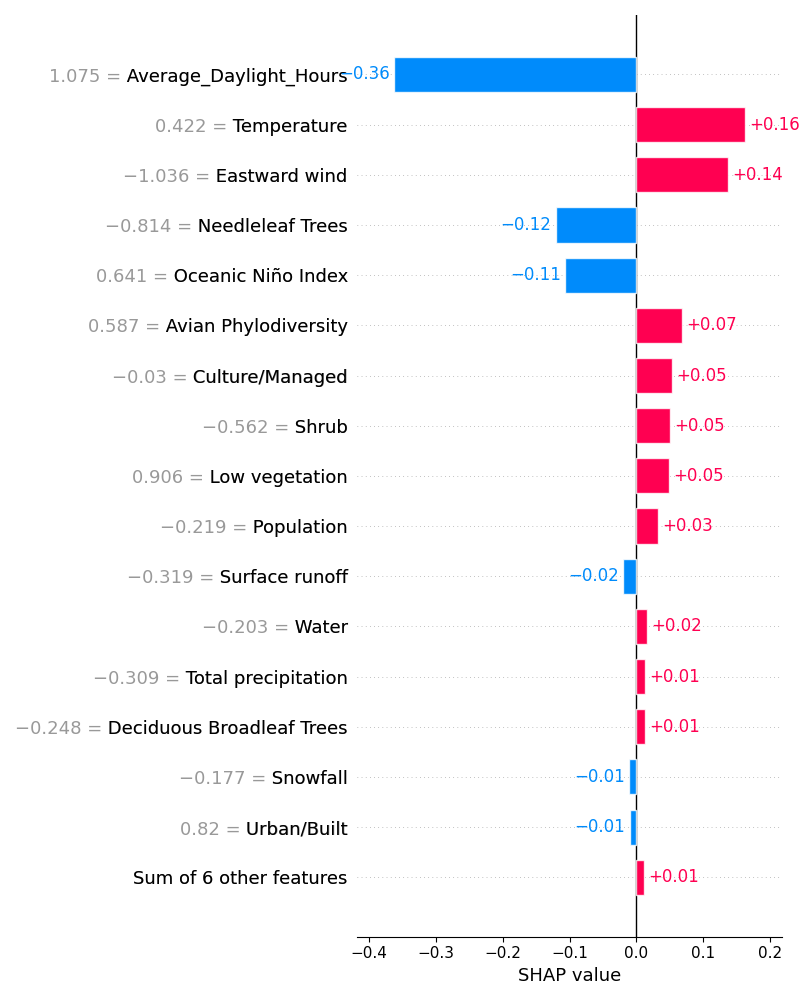 1.075 = Average_Daylight_Hours −0.36
0.422 = Temperature +0.16
−1.036 = Eastward wind +0.14
−0.814 = Needleleaf Trees −0.12
0.641 = Oceanic Niño Index −0.11
0.587 = Avian Phylodiversity +0.07
−0.03 = Culture/Managed +0.05
−0.562 = Shrub +0.05
0.906 = Low vegetation +0.05
−0.219 = Population +0.03
−0.319 = Surface runoff −0.02
−0.203 = Water +0.02
−0.309 = Total precipitation +0.01
−0.248 = Deciduous Broadleaf Trees +0.01
−0.177 = Snowfall −0.01
0.82 = Urban/Built −0.01
Sum of 6 other features +0.01
−0.4 −0.3 −0.2 −0.1 0.0 0.1 0.2
SHAP value